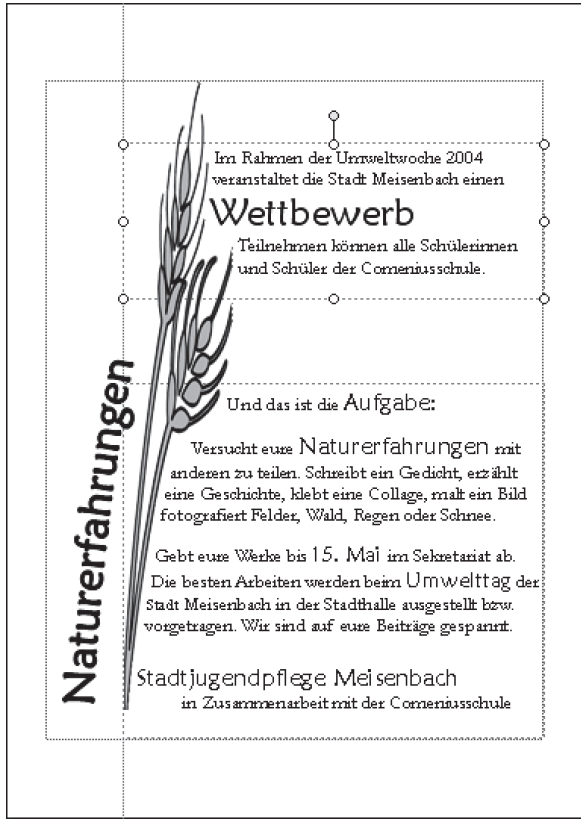 Im Rahmen der Umweltwoche 2004
veranstaltet die Stadt Meisenbach einen
Wettbewerb
Teilnehmen können alle Schülerinnen
und Schüler der Comeniusschule.
Naturerfahrungen
Und das ist die Aufgabe:
Versucht eure Naturerfahrungen mit
anderen zu teilen. Schreibt ein Gedicht, erzählt
eine Geschichte, klebt eine Collage, malt ein Bild
fotografiert Felder, Wald, Regen oder Schnee.
Gebt eure Werke bis 15. Mai im Sekretariat ab.
Die besten Arbeiten werden beim Umwelttag der
Stadt Meisenbach in der Stadthalle ausgestellt bzw.
vorgetragen. Wir sind auf eure Beiträge gespannt.
Stadtjugendpflege Meisenbach
in Zusammenarbeit mit der Comeniusschule